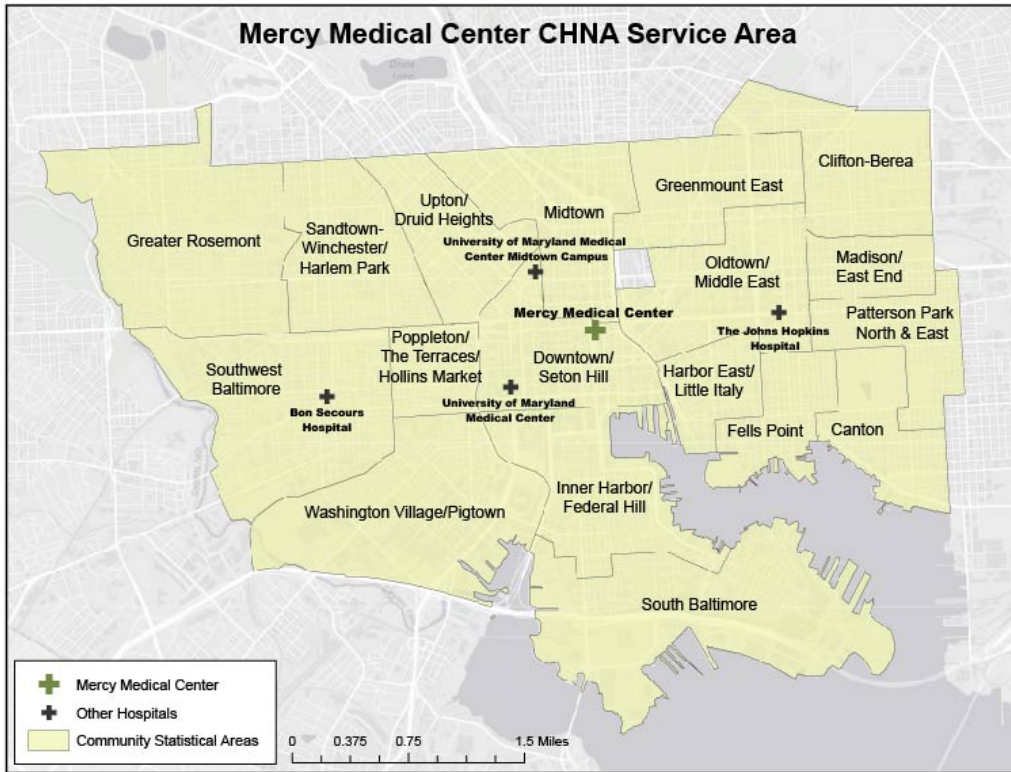 Mercy Medical Center CHNA Service Area
Clifton-Berea
Greenmount East
Upton/
Druid Heights
Midtown
Sandtown-
Winchester/
Harlem Park
Greater Rosemont
University of Maryland Medical
Center Midtown Campus
Oldtown/
Middle East
Madison/
East End
Mercy Medical Center
The Johns Hopkins
Hospital
Patterson Park
North & East
Poppleton/
The Terraces/
Hollins Market
Downtown/
Seton Hill
Southwest
Baltimore
Harbor East/
Little Italy
Bon Secours
Hospital
University of Maryland
Medical Center
Fells Point
Canton
Inner Harbor/
Federal Hill
Washington Village/Pigtown
South Baltimore
Mercy Medical Center
Other Hospitals
Community Statistical Areas
0 0.375 0.75 1.5 Miles